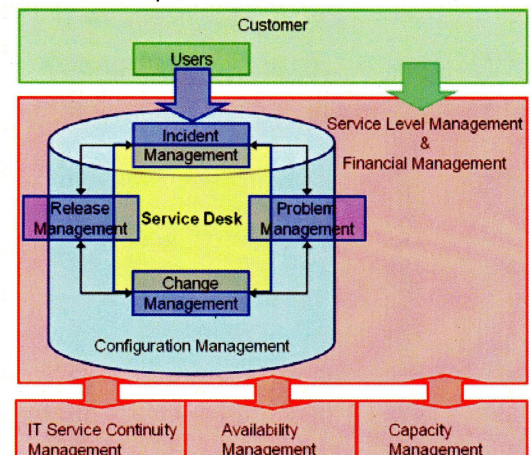 Customer
Users
Incident
Management
Service Level Management
&
Financial Management
Release
Management
Service Desk
Problem
Management
Change
Management
Configuration Management
IT Service Continuity
Management
Availability
Management
Capacity
Management